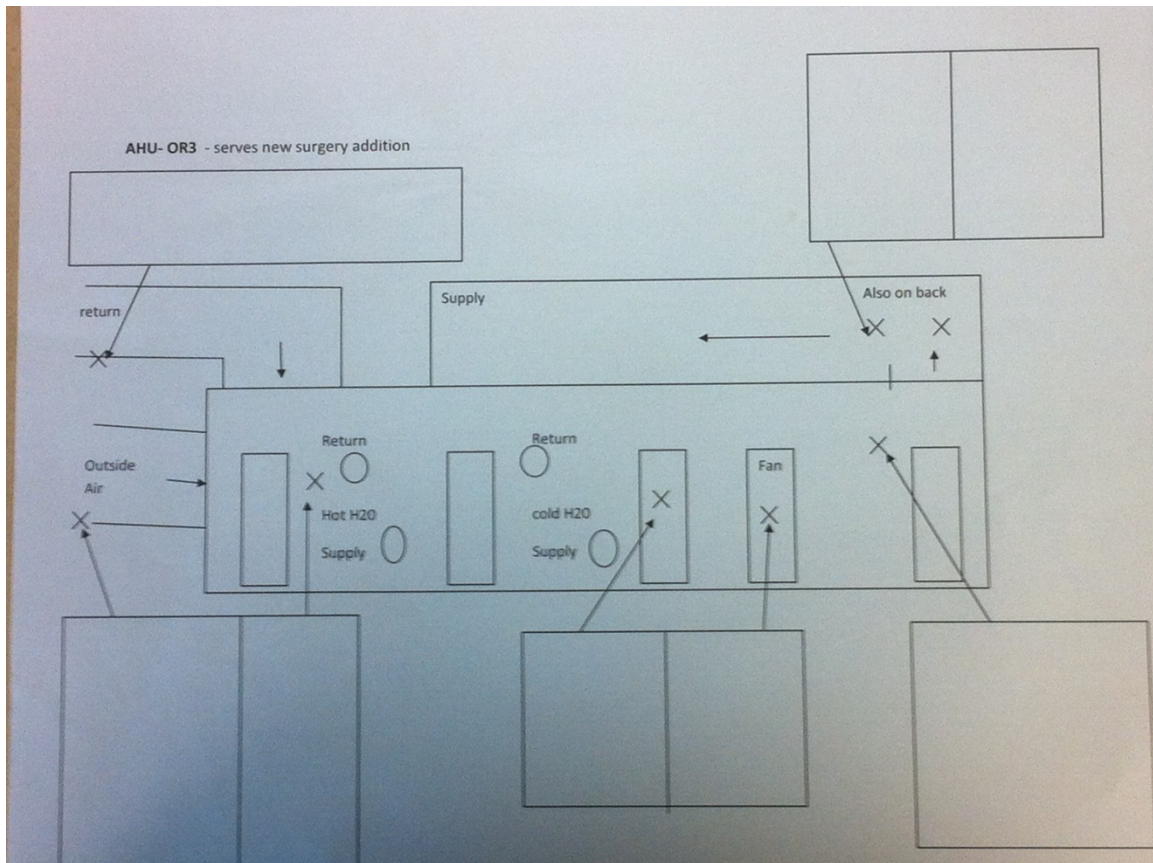 AHU- OR3 - serves new surgery addition
return
Supply
Also on back
Outside
Air
Return
Hot H20
Supply
Return
cold H20
Supply
Fan